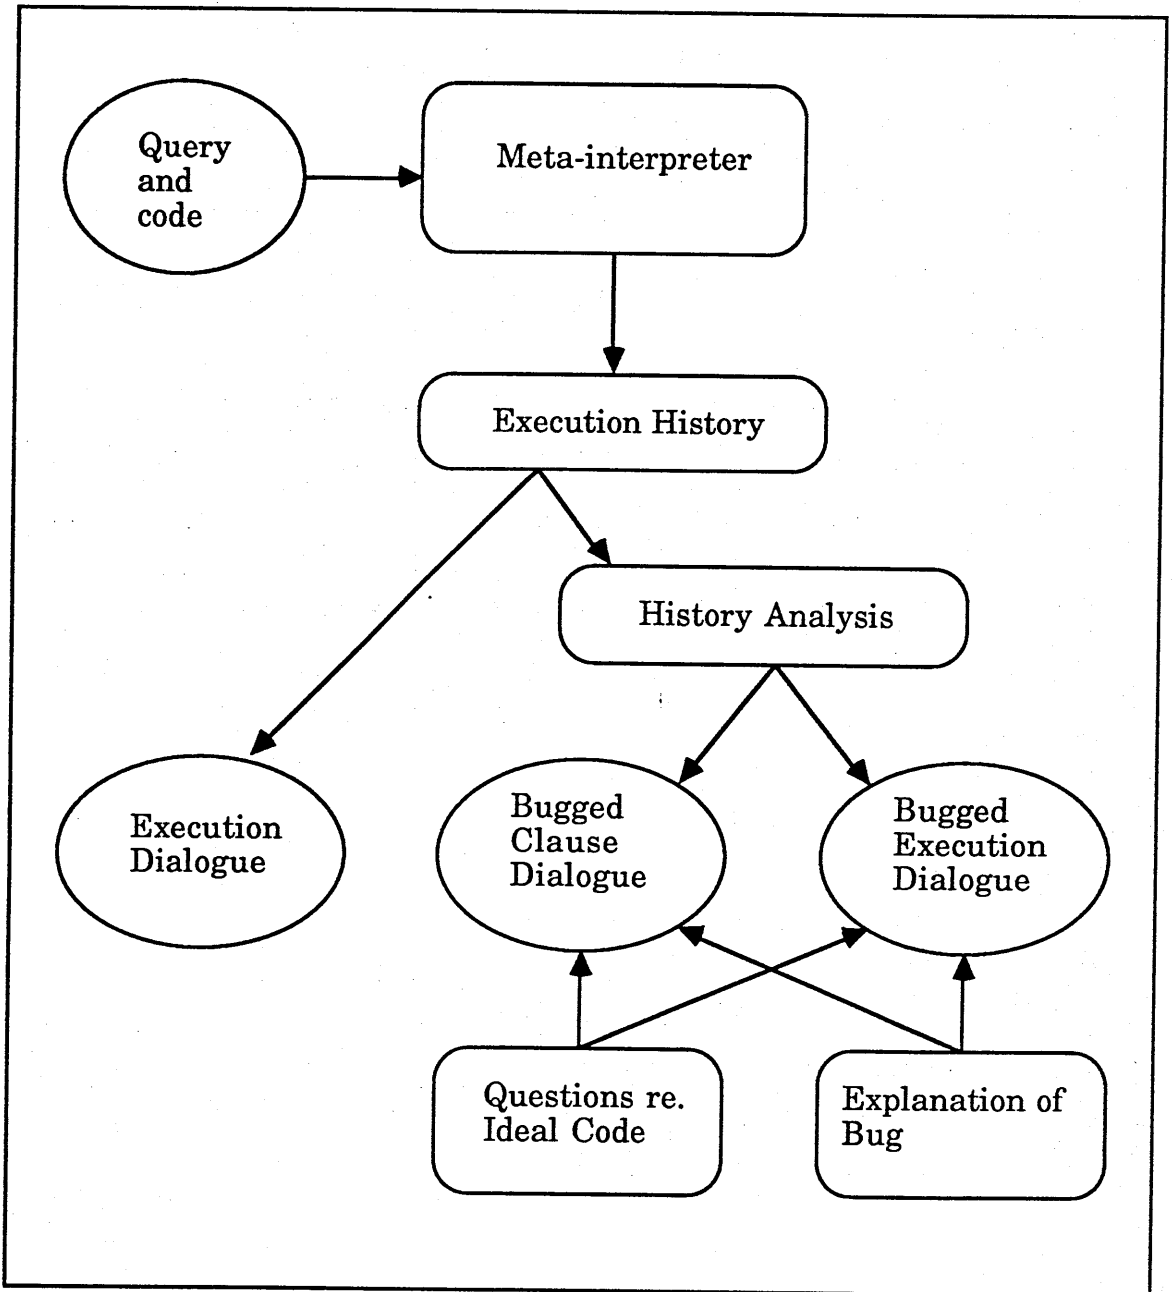 Query
and
code
Meta-interpreter
Execution History
History Analysis
Execution
Dialogue
Bugged
Clause
Dialogue
Bugged
Execution
Dialogue
Questions re.
Ideal Code
Explanation of
Bug